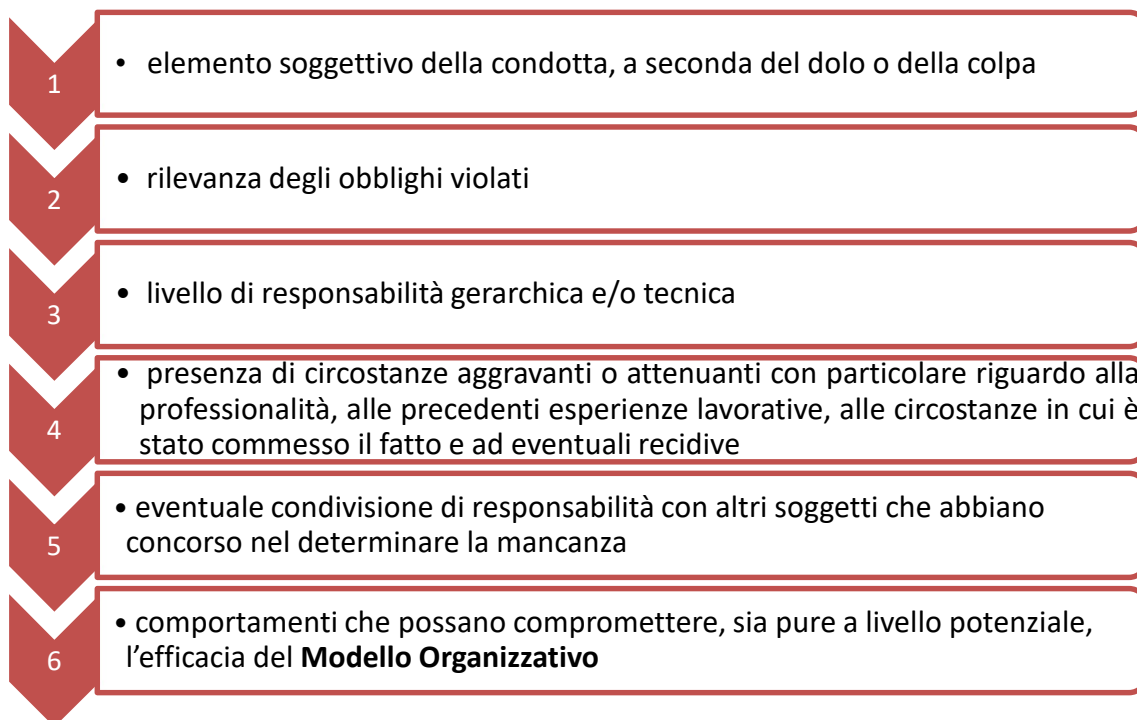 1
• elemento soggettivo della condotta, a seconda del dolo o della colpa
2
• rilevanza degli obblighi violati
3
• livello di responsabilità gerarchica e/o tecnica
4
• presenza di circostanze aggravanti o attenuanti con particolare riguardo alla
professionalità, alle precedenti esperienze lavorative, alle circostanze in cui è
stato commesso il fatto e ad eventuali recidive
5
• eventuale condivisione di responsabilità con altri soggetti che abbiano
concorso nel determinare la mancanza
6
• comportamenti che possano compromettere, sia pure a livello potenziale,
l'efficacia del Modello Organizzativo